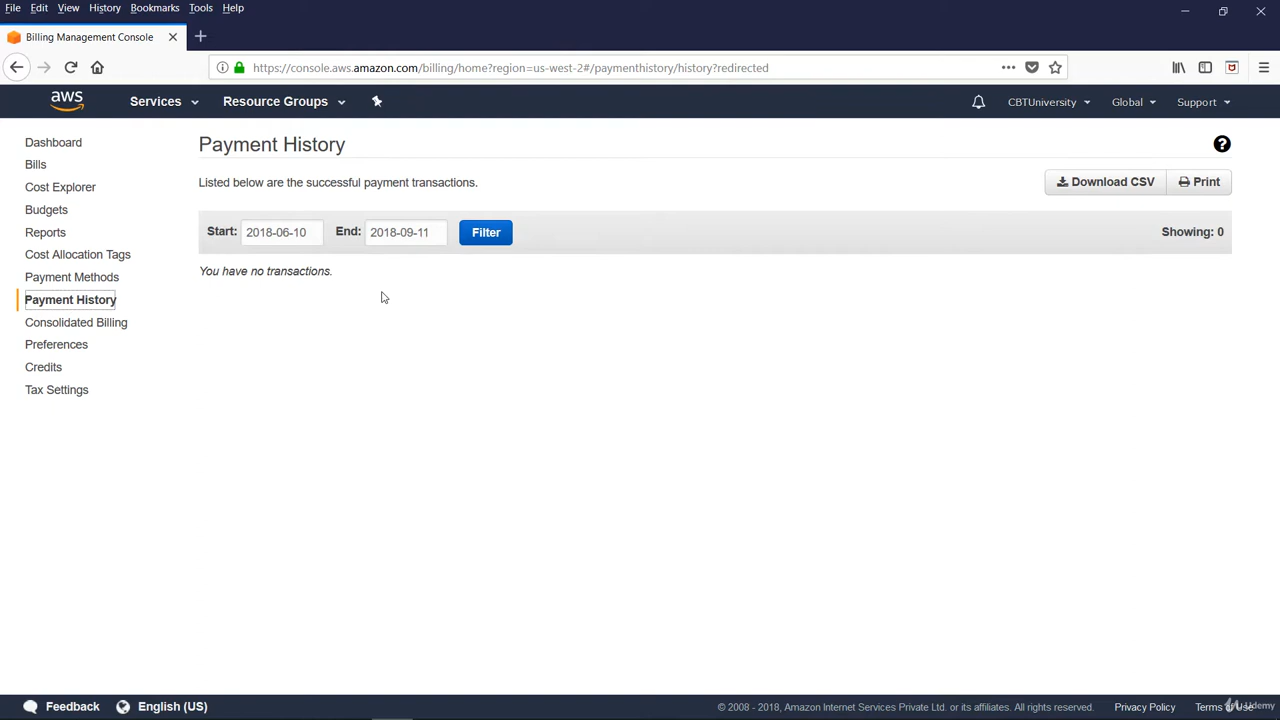 File Edit View History Bookmarks Tools Help
Billing Management Console
https://console.aws.amazon.com/billing/home?region=us-west-2#/paymenthistory/history?redirected
aws Services Resource Groups CBTUniversity Global Support
Dashboard
Bills
Cost Explorer
Budgets
Reports
Cost Allocation Tags
Payment Methods
Payment History
Consolidated Billing
Preferences
Credits
Tax Settings
Payment History
Listed below are the successful payment transactions.
Download CSV Print
Start: 2018-06-10 End: 2018-09-11 Filter Showing: 0
You have no transactions.
Feedback English (US) © 2008 - 2018, Amazon Internet Services Private Ltd. or its affiliates. All rights reserved. Privacy Policy Terms of Use
Udemy